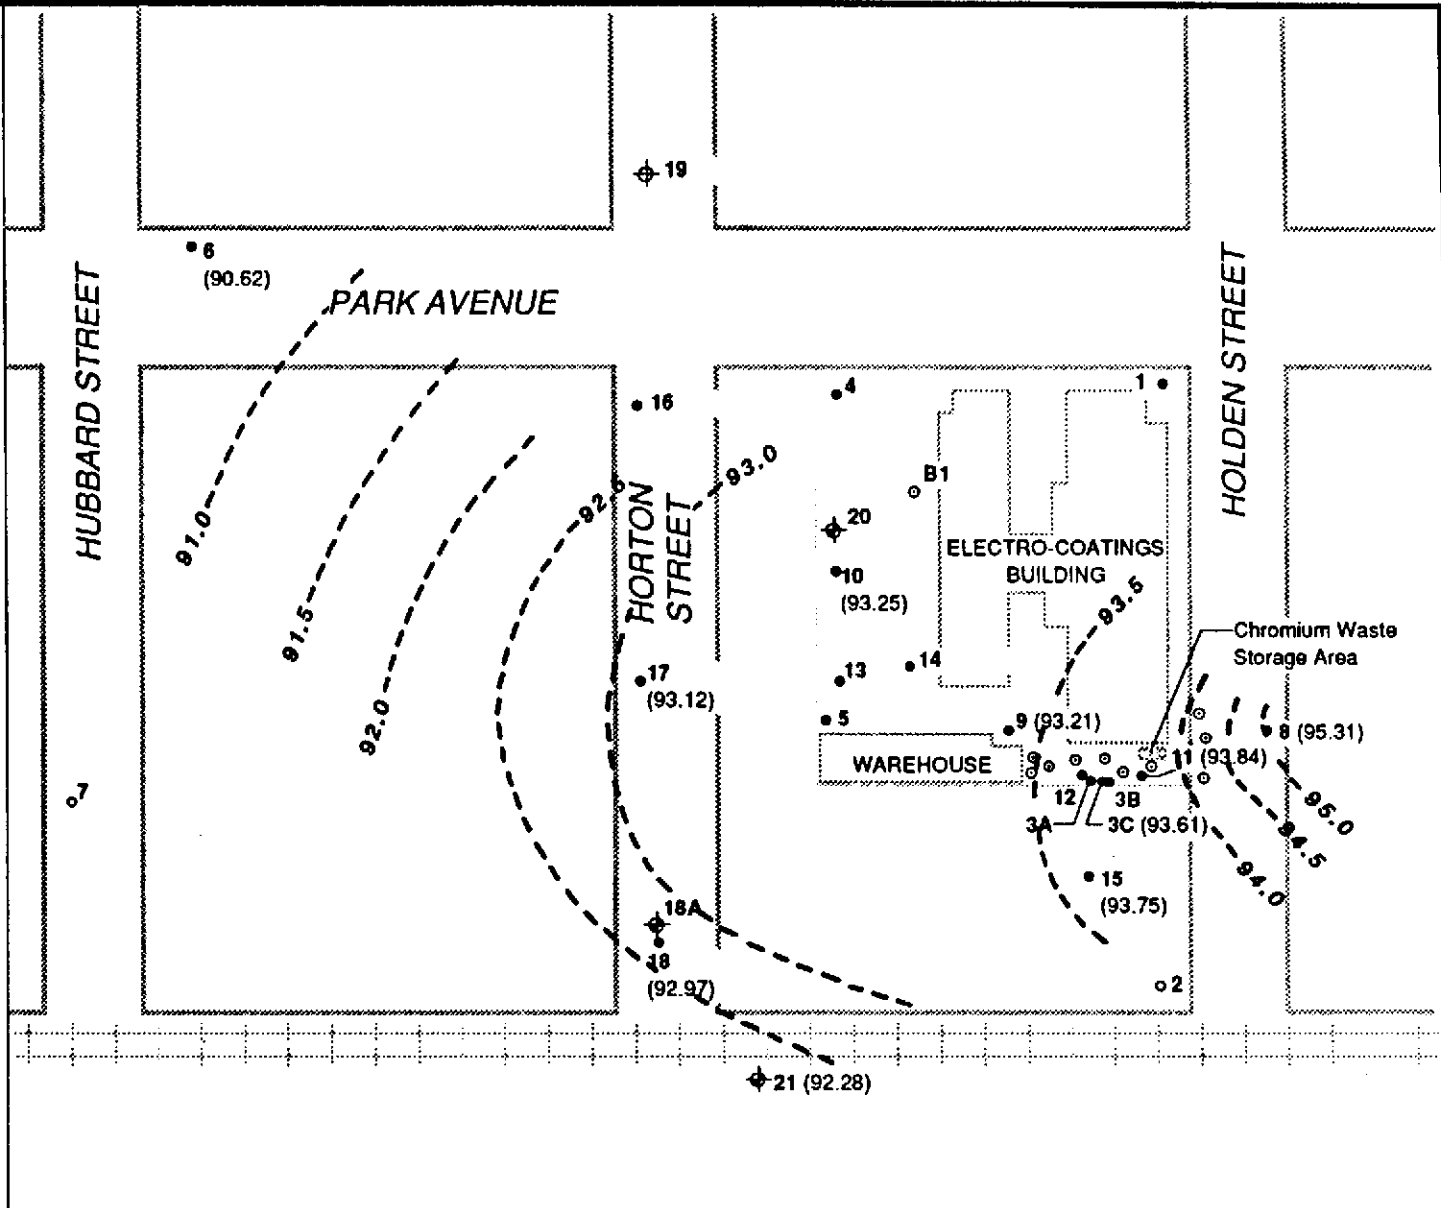 19
6
(90.62)
PARK AVENUE
HUBBARD STREET
HOLDEN STREET
16
4
1
93.0
B1
92.5
HORTON
STREET
91.0
20
ELECTRO-COATINGS
BUILDING
10
(93.25)
93.5
91.5
Chromium Waste
Storage Area
14
13
17
(93.12)
92.0
5
9 (93.21)
8 (95.31)
WAREHOUSE
11 (93.84)
7
12
3B
3A
3C (93.61)
95.0
94.5
94.0
15
(93.75)
18A
18
(92.97)
2
21 (92.28)